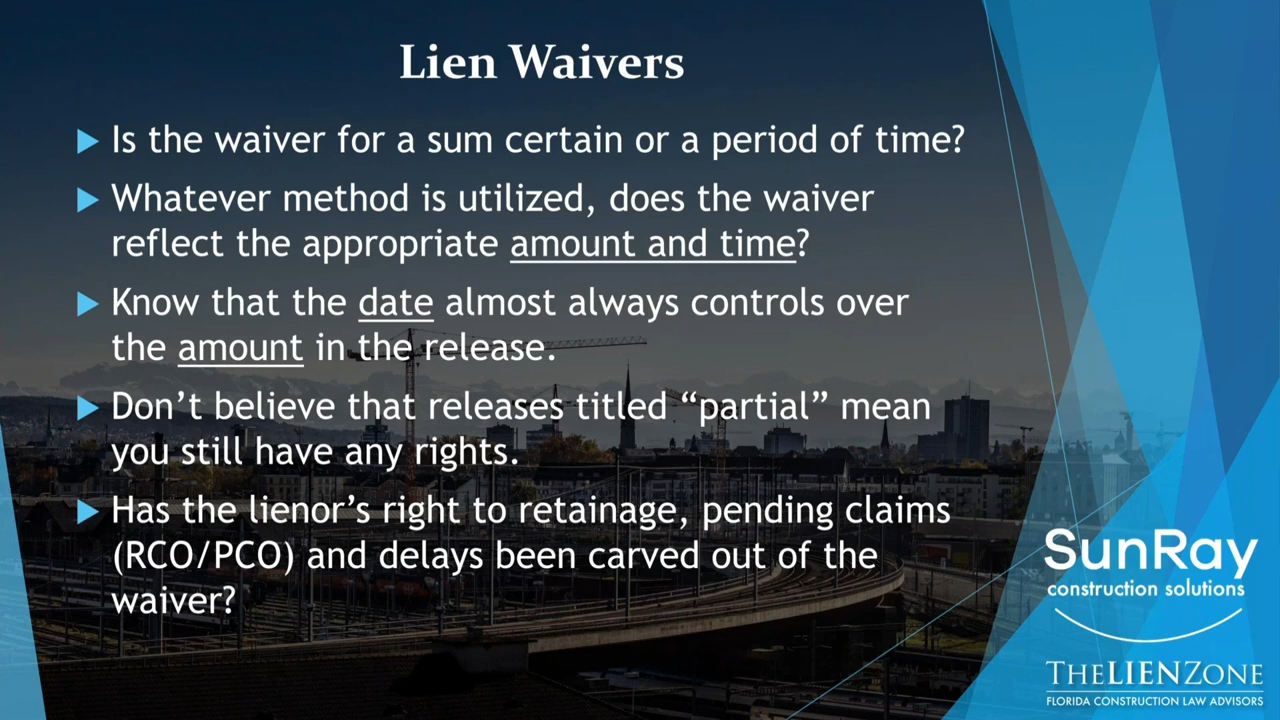 Lien Waivers
Is the waiver for a sum certain or a period of time?
Whatever method is utilized, does the waiver
reflect the appropriate amount and time?
Know that the date almost always controls over
the amount in the release.
Don’t believe that releases titled “partial” mean
you still have any rights.
Has the lienor’s right to retainage, pending claims
(RCO/PCO) and delays been carved out of the
waiver?
SunRay
construction solutions
THELIENZONE
FLORIDA CONSTRUCTION LAW ADVISORS